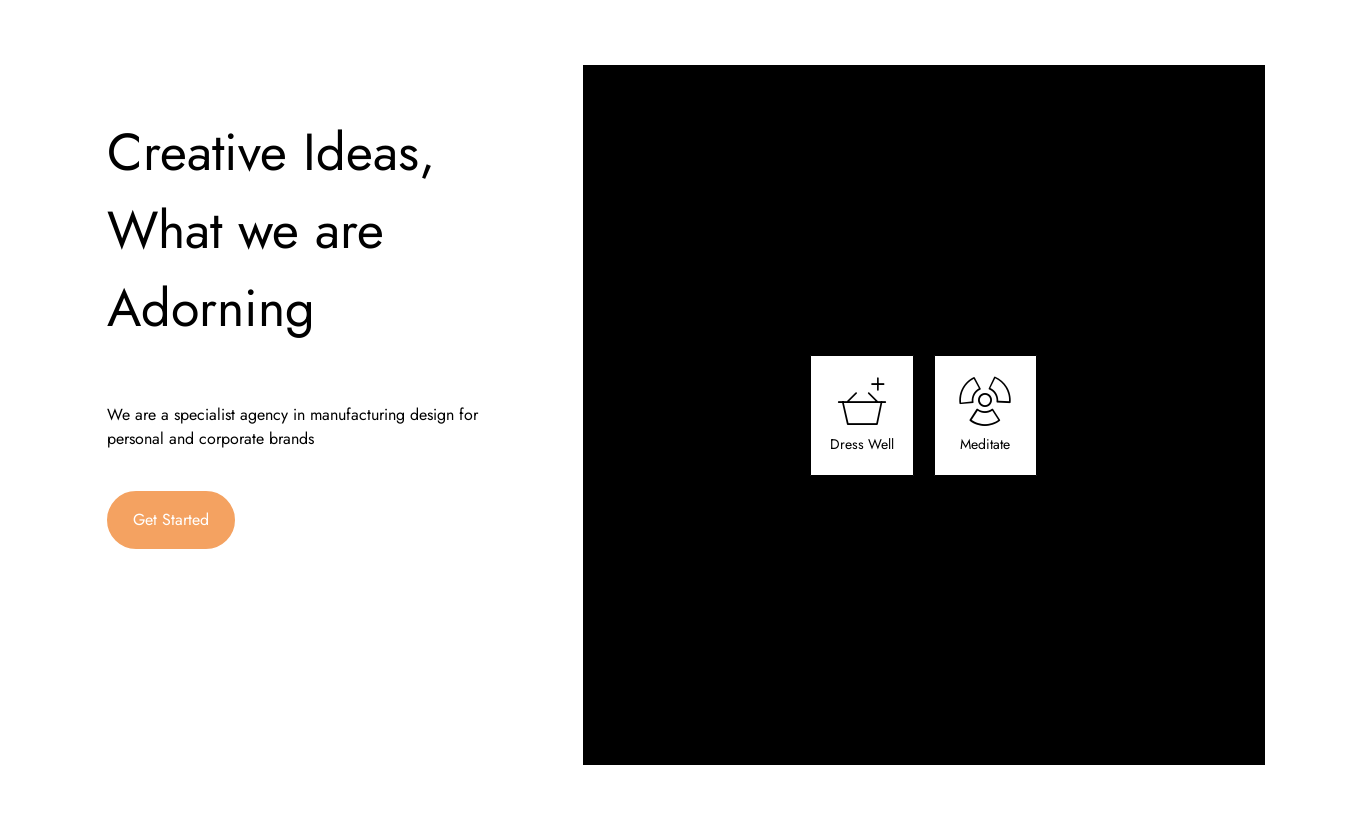 Creative Ideas,
What we are
Adorning
We are a specialist agency in manufacturing design for
personal and corporate brands
Get Started
Dress Well
Meditate